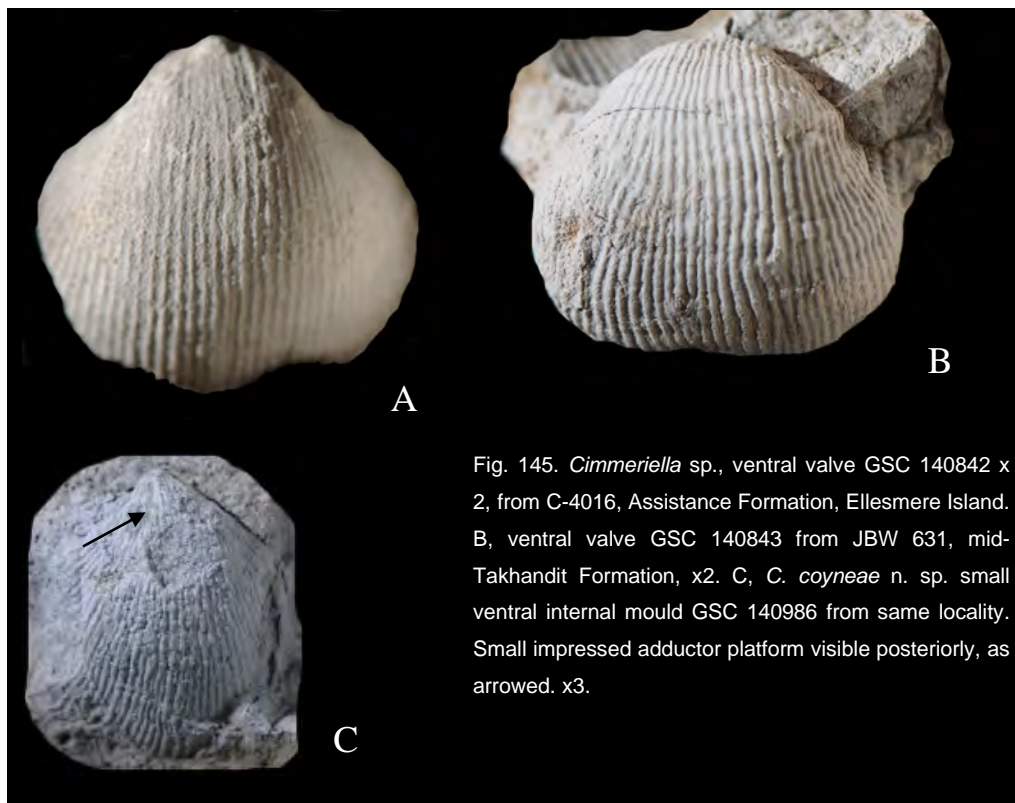 A
B
C
Fig. 145. Cimmeriella sp., ventral valve GSC 140842 x
2, from C-4016, Assistance Formation, Ellesmere Island.
B, ventral valve GSC 140843 from JBW 631, mid-
Takhandit Formation, x2. C, C. coyneae n. sp. small
ventral internal mould GSC 140986 from same locality.
Small impressed adductor platform visible posteriorly, as
arrowed. x3.